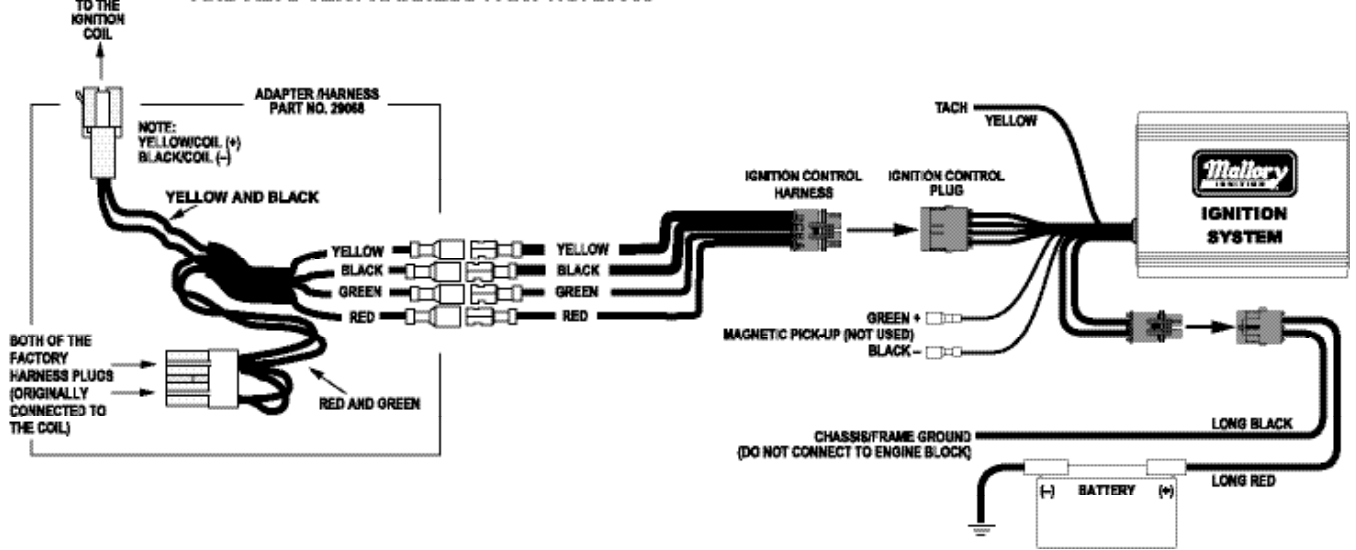 TO THE
IGNITION
COIL
ADAPTER/HARNESS
PART NO. 29068
NOTE:
YELLOW/COIL (+)
BLACK/COIL (–)
YELLOW AND BLACK
YELLOW
BLACK
GREEN
RED
YELLOW
BLACK
GREEN
RED
BOTH OF THE
FACTORY
HARNESS PLUGS
(ORIGINALLY
CONNECTED TO
THE COIL)
RED AND GREEN
IGNITION CONTROL
HARNESS
IGNITION CONTROL
PLUG
TACH
YELLOW
Mallory
IGNITION
IGNITION
SYSTEM
GREEN +
MAGNETIC PICK-UP (NOT USED)
BLACK –
CHASSIS/FRAME GROUND
(DO NOT CONNECT TO ENGINE BLOCK)
LONG BLACK
LONG RED
(–) BATTERY (+)